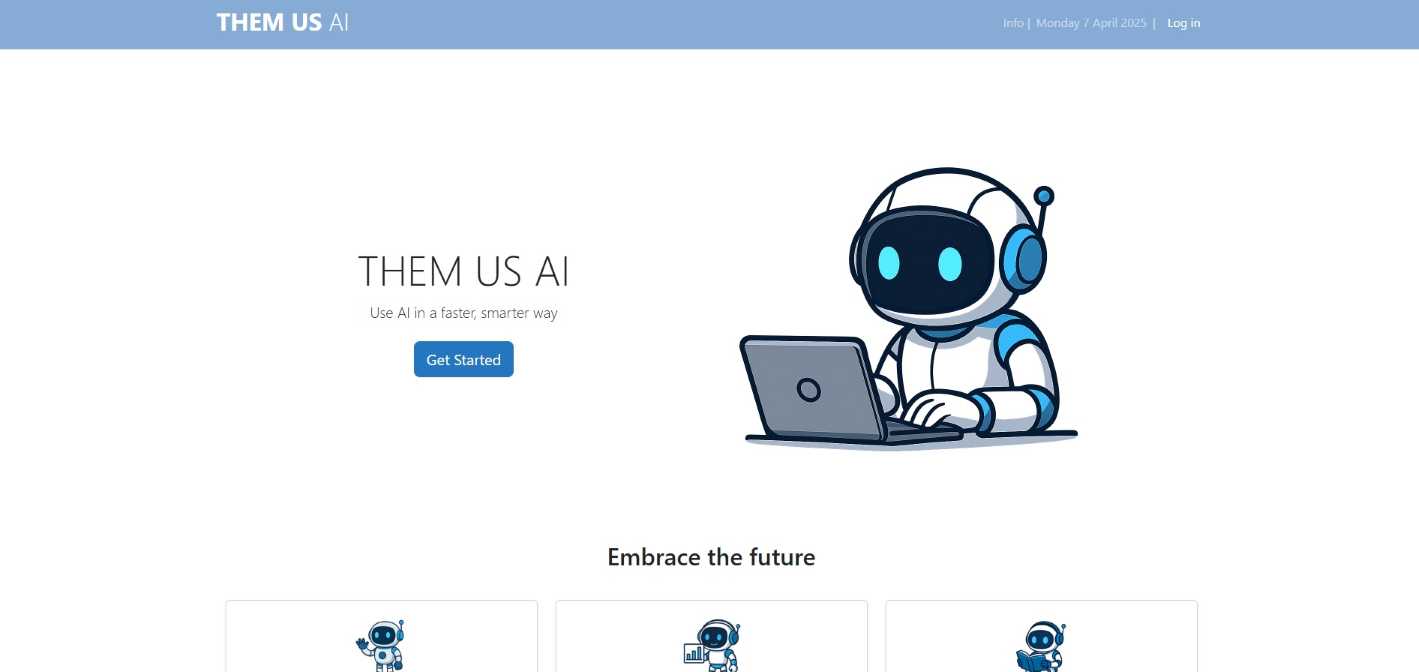 THEM US AI
Info | Monday 7 April 2025 | Log in
THEM US AI
Use AI in a faster, smarter way
Get Started
Embrace the future